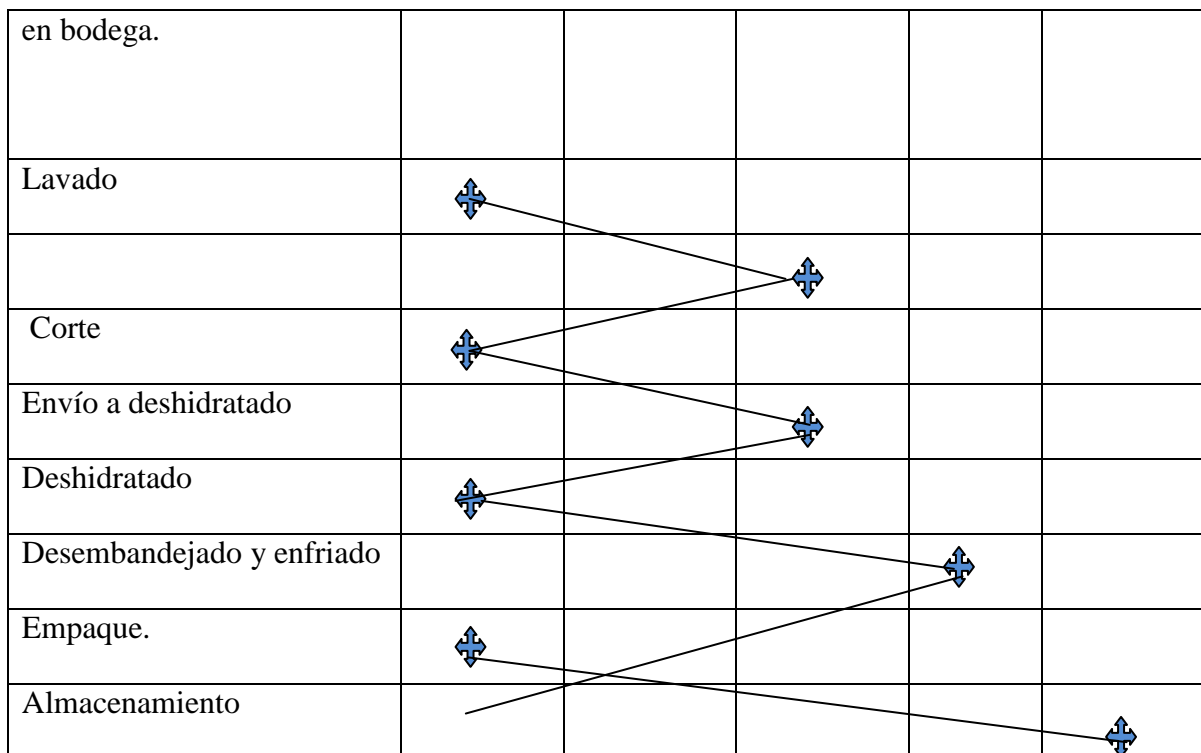 en bodega.
Lavado
Corte
Envío a deshidratado
Deshidratado
Desembandejado y enfriado
Empaque.
Almacenamiento